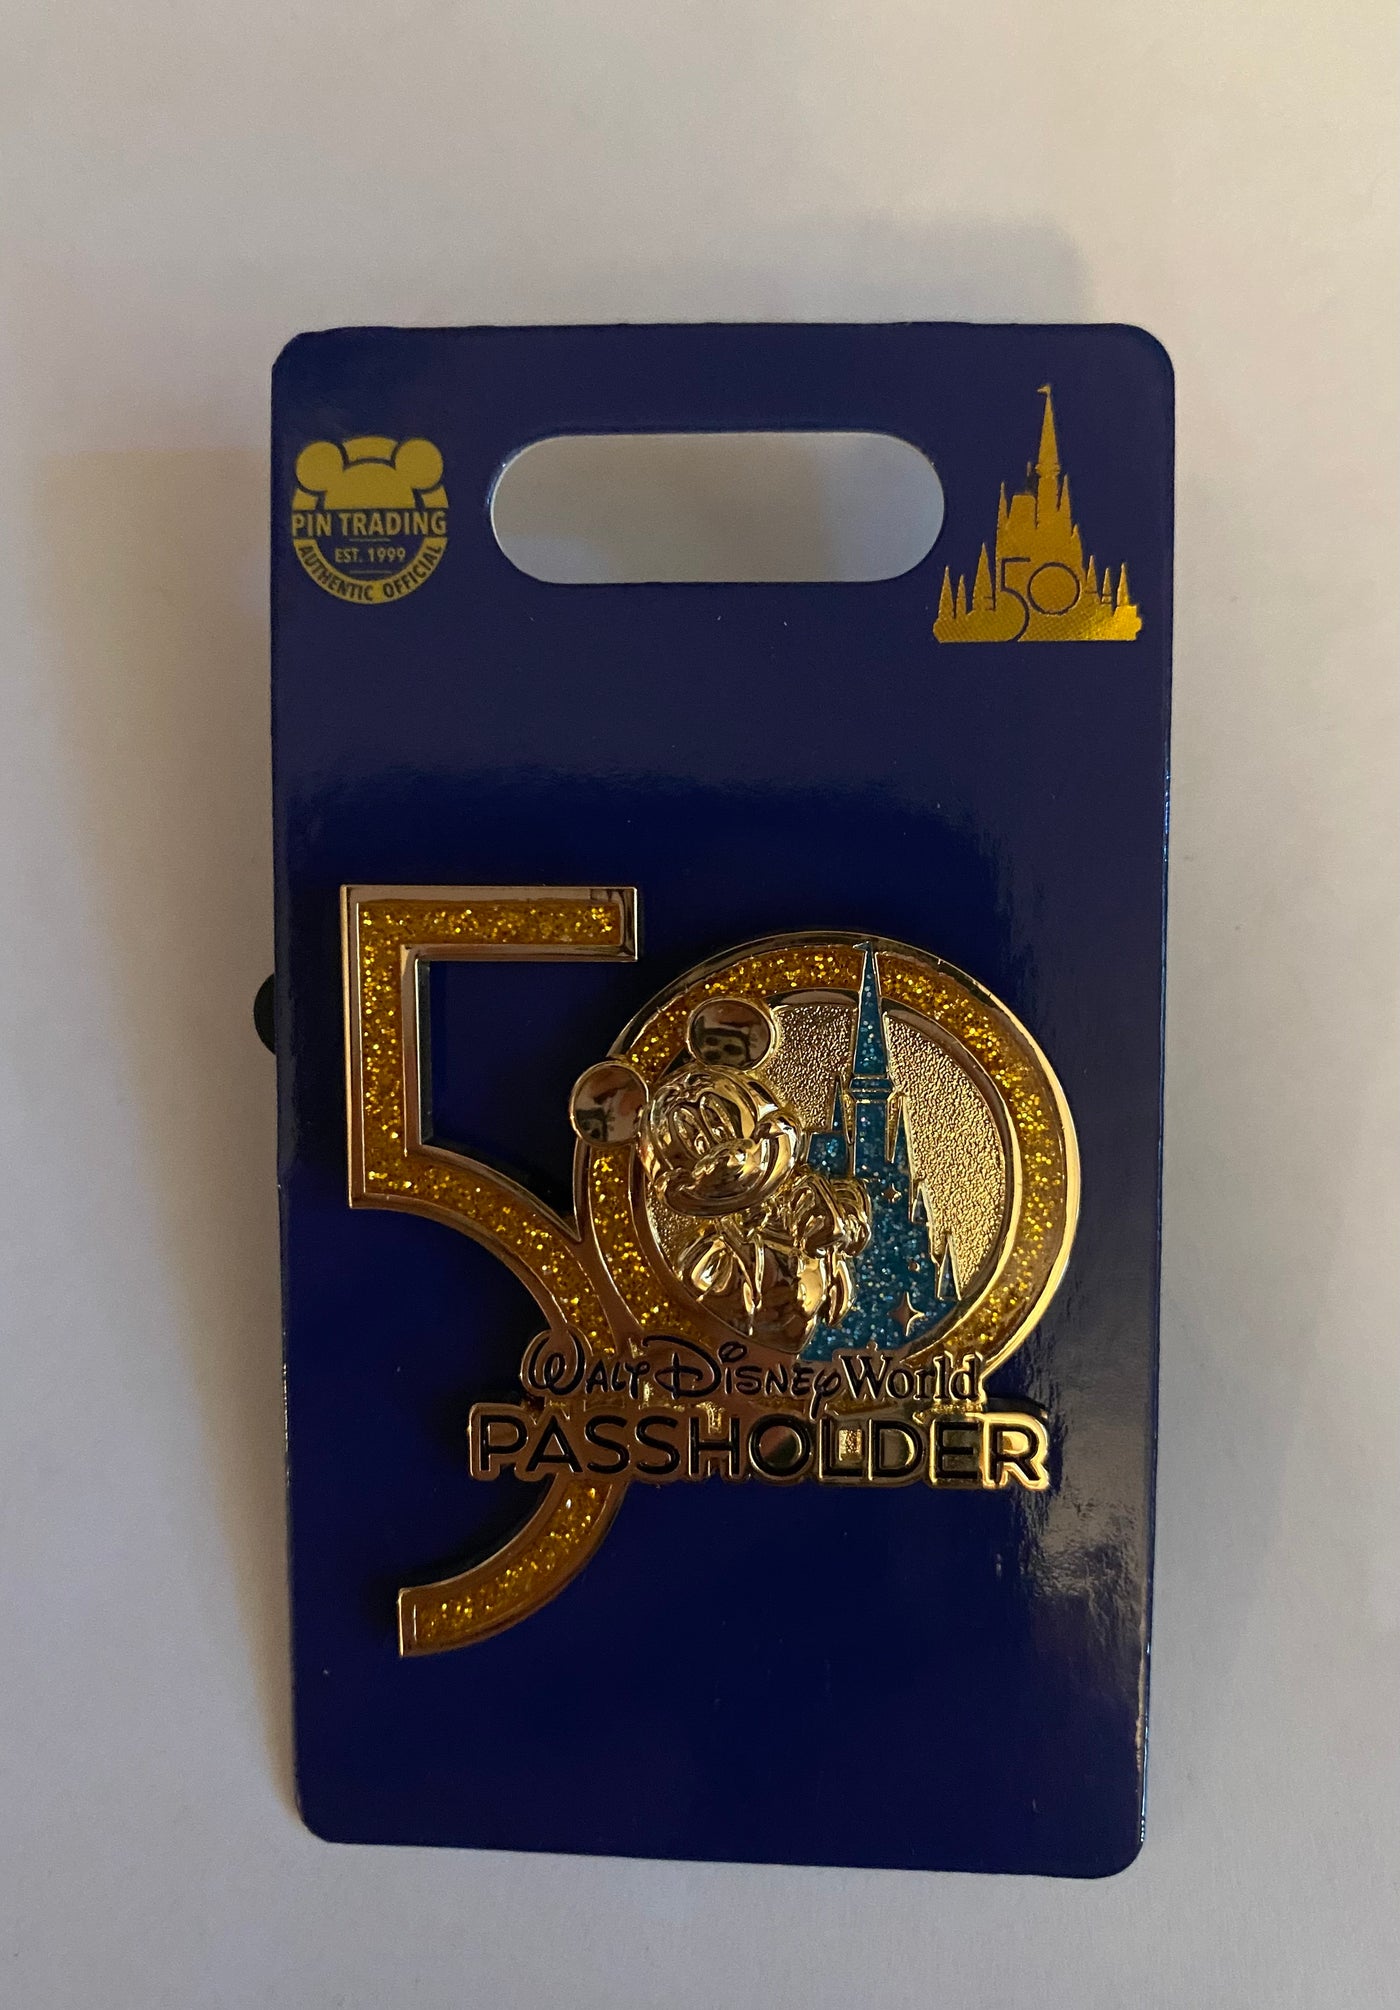 PIN TRADING
EST. 1999
AUTHENTIC OFFICIAL
50
50
WALT DISNEY World
PASSHOLDER